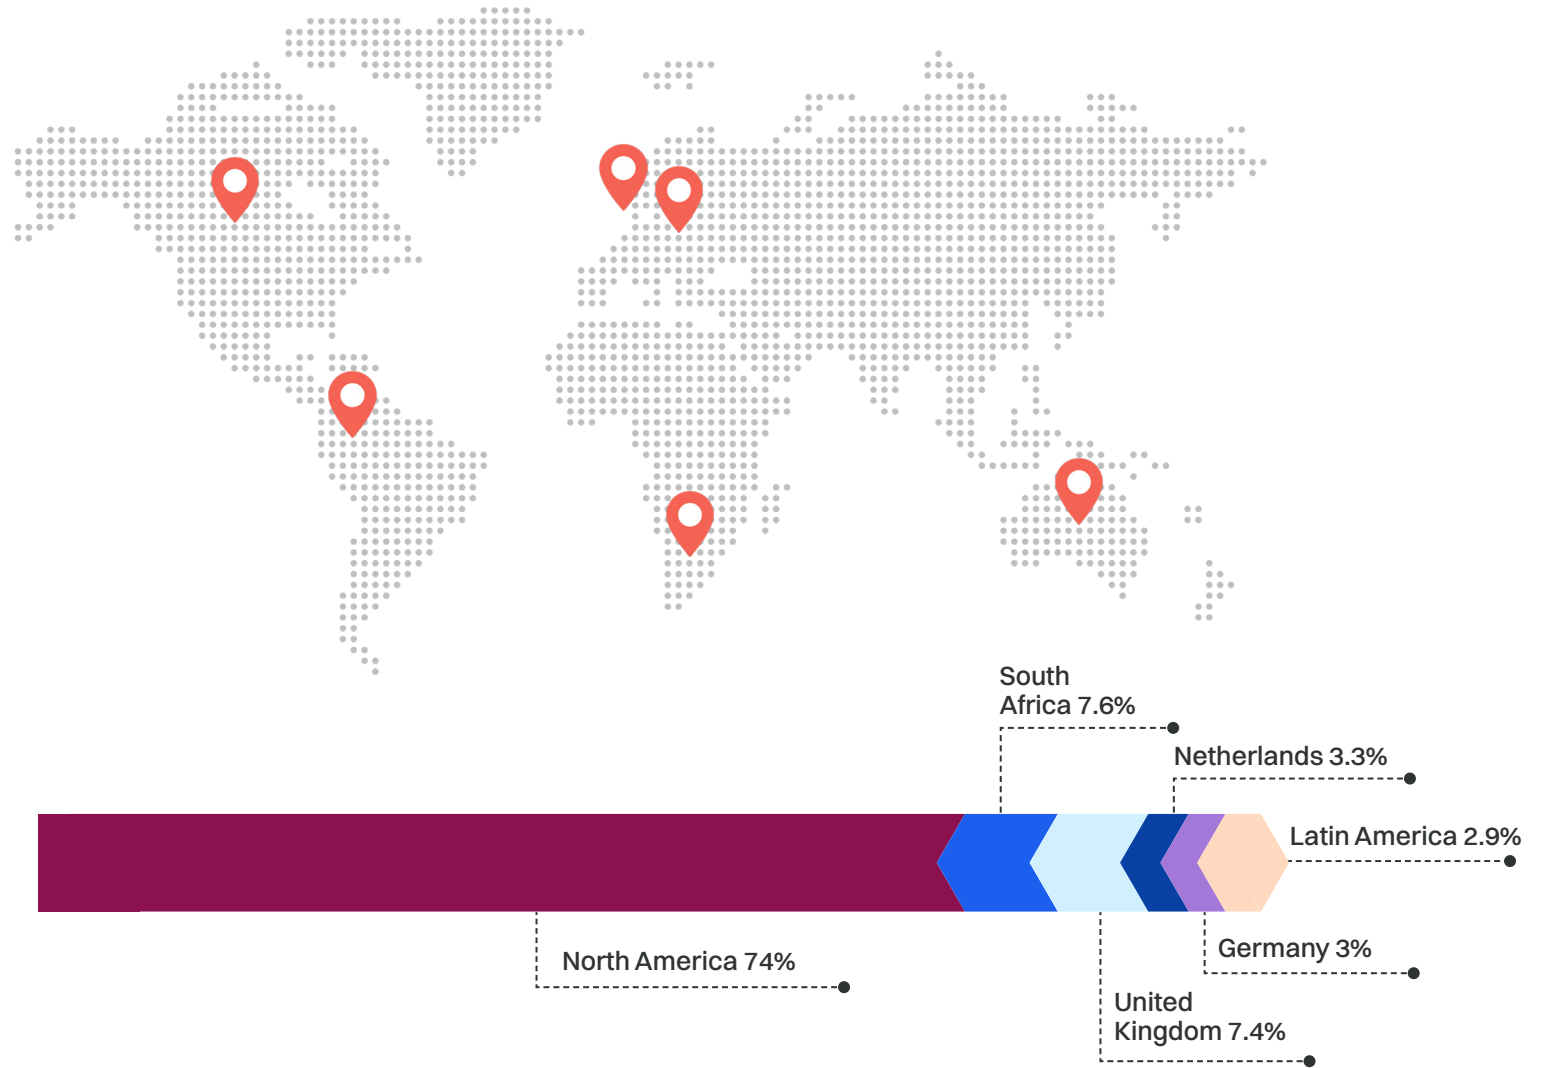 South
Africa 7.6%
Netherlands 3.3%
Latin America 2.9%
Germany 3%
North America 74%
United
Kingdom 7.4%